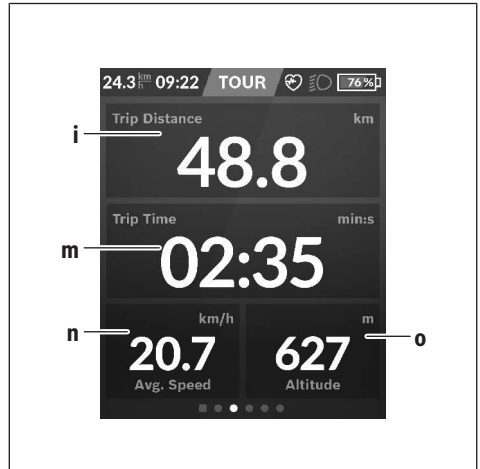 24.3 km/h 09:22 TOUR 76 %
Trip Distance km
i
48.8
Trip Time min:s
m
02:35
km/h m
n o
20.7 627
Avg. Speed Altitude